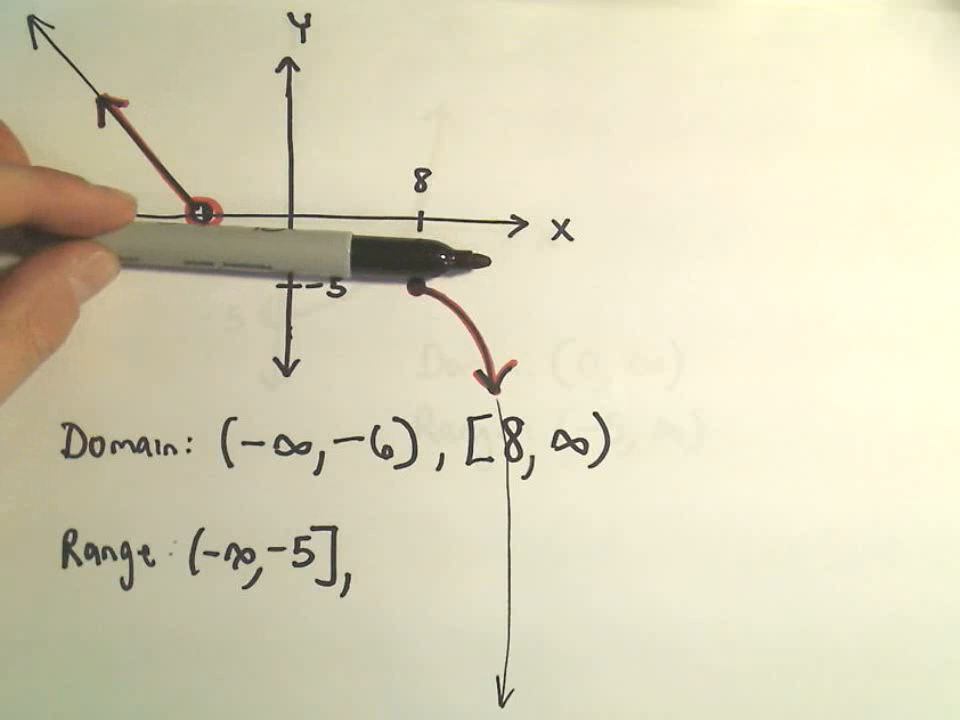 Y
8
X
-5
Domain: (-∞, -6), [8, ∞)
Range: (-∞, -5],